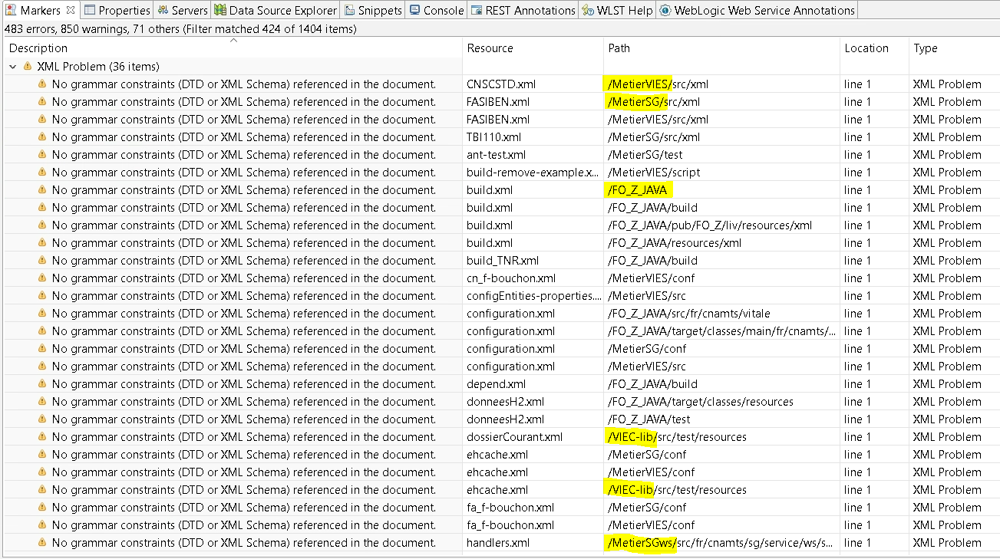 Markers Properties Servers Data Source Explorer Snippets Console REST Annotations WLST Help WebLogic Web Service Annotations
483 errors, 850 warnings, 71 others (Filter matched 424 of 1404 items)
Description Resource Path Location Type
XML Problem (36 items)
No grammar constraints (DTD or XML Schema) referenced in the document. CNSCSTD.xml /MetierVIES/src/xml line 1 XML Problem
No grammar constraints (DTD or XML Schema) referenced in the document. FASIBEN.xml /MetierSG/src/xml line 1 XML Problem
No grammar constraints (DTD or XML Schema) referenced in the document. FASIBEN.xml /MetierVIES/src/xml line 1 XML Problem
No grammar constraints (DTD or XML Schema) referenced in the document. TBI110.xml /MetierSG/src/xml line 1 XML Problem
No grammar constraints (DTD or XML Schema) referenced in the document. ant-test.xml /MetierSG/test line 1 XML Problem
No grammar constraints (DTD or XML Schema) referenced in the document. build-remove-example.x... /MetierVIES/script line 1 XML Problem
No grammar constraints (DTD or XML Schema) referenced in the document. build.xml /FO_Z_JAVA line 1 XML Problem
No grammar constraints (DTD or XML Schema) referenced in the document. build.xml /FO_Z_JAVA/build line 1 XML Problem
No grammar constraints (DTD or XML Schema) referenced in the document. build.xml /FO_Z_JAVA/pub/FO_Z/liv/resources/xml line 1 XML Problem
No grammar constraints (DTD or XML Schema) referenced in the document. build.xml /FO_Z_JAVA/resources/xml line 1 XML Problem
No grammar constraints (DTD or XML Schema) referenced in the document. build_TNR.xml /FO_Z_JAVA/build line 1 XML Problem
No grammar constraints (DTD or XML Schema) referenced in the document. cn_f-bouchon.xml /MetierVIES/conf line 1 XML Problem
No grammar constraints (DTD or XML Schema) referenced in the document. configEntities-properties.... /MetierVIES/src line 1 XML Problem
No grammar constraints (DTD or XML Schema) referenced in the document. configuration.xml /FO_Z_JAVA/src/fr/cnamts/vitale line 1 XML Problem
No grammar constraints (DTD or XML Schema) referenced in the document. configuration.xml /FO_Z_JAVA/target/classes/main/fr/cnamts/... line 1 XML Problem
No grammar constraints (DTD or XML Schema) referenced in the document. configuration.xml /MetierSG/conf line 1 XML Problem
No grammar constraints (DTD or XML Schema) referenced in the document. configuration.xml /MetierVIES/src line 1 XML Problem
No grammar constraints (DTD or XML Schema) referenced in the document. depend.xml /FO_Z_JAVA/build line 1 XML Problem
No grammar constraints (DTD or XML Schema) referenced in the document. donneesH2.xml /FO_Z_JAVA/target/classes/resources line 1 XML Problem
No grammar constraints (DTD or XML Schema) referenced in the document. donneesH2.xml /FO_Z_JAVA/test line 1 XML Problem
No grammar constraints (DTD or XML Schema) referenced in the document. dossierCourant.xml /VIEC-lib/src/test/resources line 1 XML Problem
No grammar constraints (DTD or XML Schema) referenced in the document. ehcache.xml /MetierSG/conf line 1 XML Problem
No grammar constraints (DTD or XML Schema) referenced in the document. ehcache.xml /MetierVIES/conf line 1 XML Problem
No grammar constraints (DTD or XML Schema) referenced in the document. ehcache.xml /VIEC-lib/src/test/resources line 1 XML Problem
No grammar constraints (DTD or XML Schema) referenced in the document. fa_f-bouchon.xml /MetierSG/conf line 1 XML Problem
No grammar constraints (DTD or XML Schema) referenced in the document. fa_f-bouchon.xml /MetierVIES/conf line 1 XML Problem
No grammar constraints (DTD or XML Schema) referenced in the document. handlers.xml /MetierSGws/src/fr/cnamts/sg/service/ws/s... line 1 XML Problem